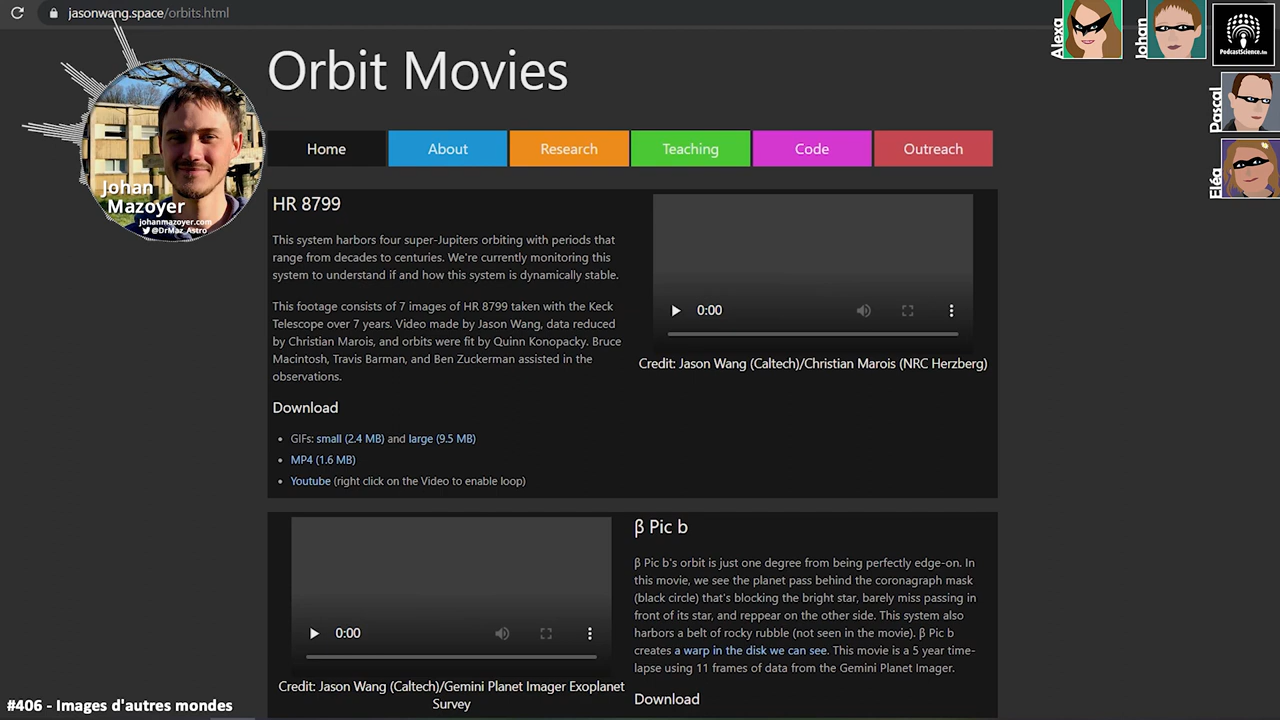 jasonwang.space/orbits.html
Alexa
Johan
PodcastScience.fm
Pascal
Eléa
Johan
Mazoyer
johanmazoyer.com
@DrMaz_Astro
Orbit Movies
Home
About
Research
Teaching
Code
Outreach
HR 8799
This system harbors four super-Jupiters orbiting with periods that
range from decades to centuries. We're currently monitoring this
system to understand if and how this system is dynamically stable.
This footage consists of 7 images of HR 8799 taken with the Keck
Telescope over 7 years. Video made by Jason Wang, data reduced
by Christian Marois, and orbits were fit by Quinn Konopacky. Bruce
Macintosh, Travis Barman, and Ben Zuckerman assisted in the
observations.
Download
• GIFs: small (2.4 MB) and large (9.5 MB)
• MP4 (1.6 MB)
• Youtube (right click on the Video to enable loop)
0:00
Credit: Jason Wang (Caltech)/Christian Marois (NRC Herzberg)
0:00
Credit: Jason Wang (Caltech)/Gemini Planet Imager Exoplanet
Survey
β Pic b
β Pic b's orbit is just one degree from being perfectly edge-on. In
this movie, we see the planet pass behind the coronagraph mask
(black circle) that's blocking the bright star, barely miss passing in
front of its star, and reppear on the other side. This system also
harbors a belt of rocky rubble (not seen in the movie). β Pic b
creates a warp in the disk we can see. This movie is a 5 year time-
lapse using 11 frames of data from the Gemini Planet Imager.
Download
#406 - Images d'autres mondes